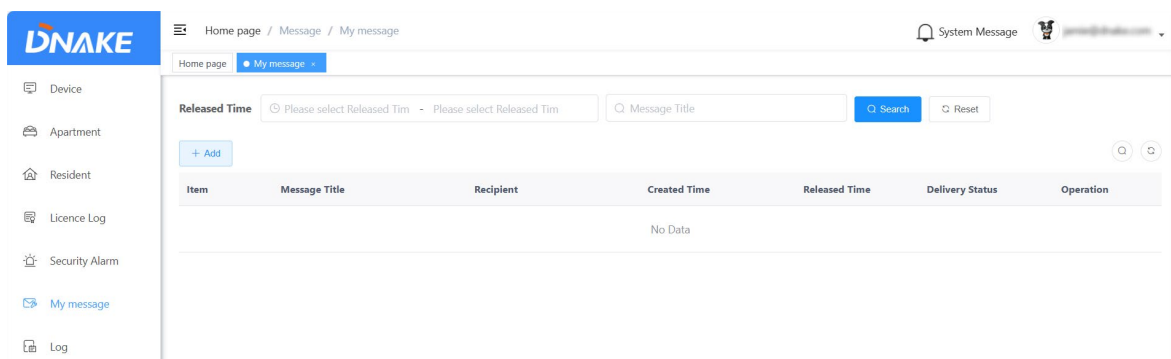 DNAKE
Home page / Message / My message
System Message
Home page
My message ×
Device
Apartment
Resident
Licence Log
Security Alarm
My message
Log
Released Time
Please select Released Tim - Please select Released Tim
Message Title
Search
Reset
+ Add
Item Message Title Recipient Created Time Released Time Delivery Status Operation
No Data